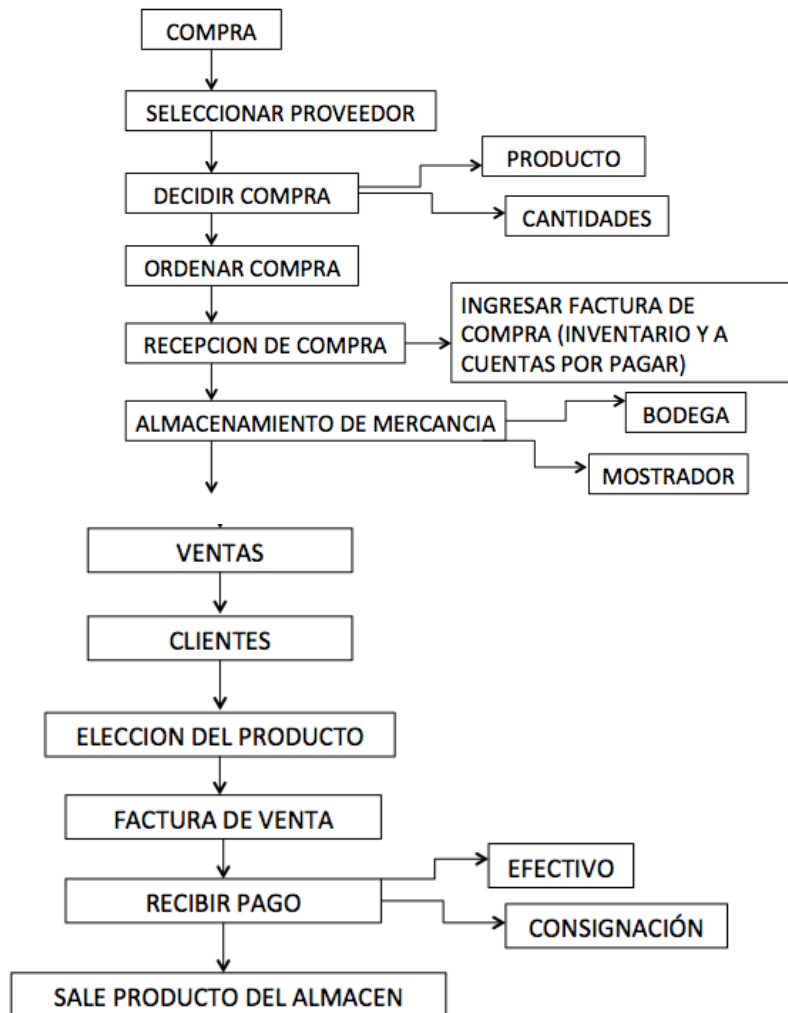 COMPRA
SELECCIONAR PROVEEDOR
PRODUCTO
DECIDIR COMPRA
CANTIDADES
ORDENAR COMPRA
INGRESAR FACTURA DE
COMPRA (INVENTARIO Y A
CUENTAS POR PAGAR)
RECEPCION DE COMPRA
ALMACENAMIENTO DE MERCANCIA
BODEGA
MOSTRADOR
VENTAS
CLIENTES
ELECCION DEL PRODUCTO
FACTURA DE VENTA
EFECTIVO
RECIBIR PAGO
CONSIGNACIÓN
SALE PRODUCTO DEL ALMACEN